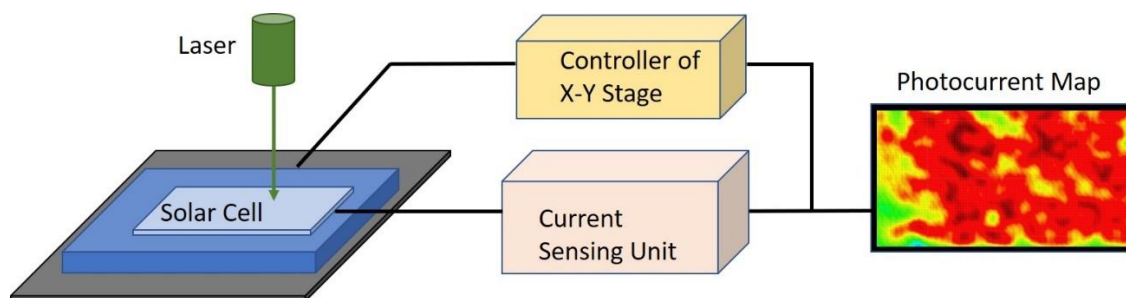 Laser
Controller of
X-Y Stage
Photocurrent Map
Solar Cell
Current
Sensing Unit